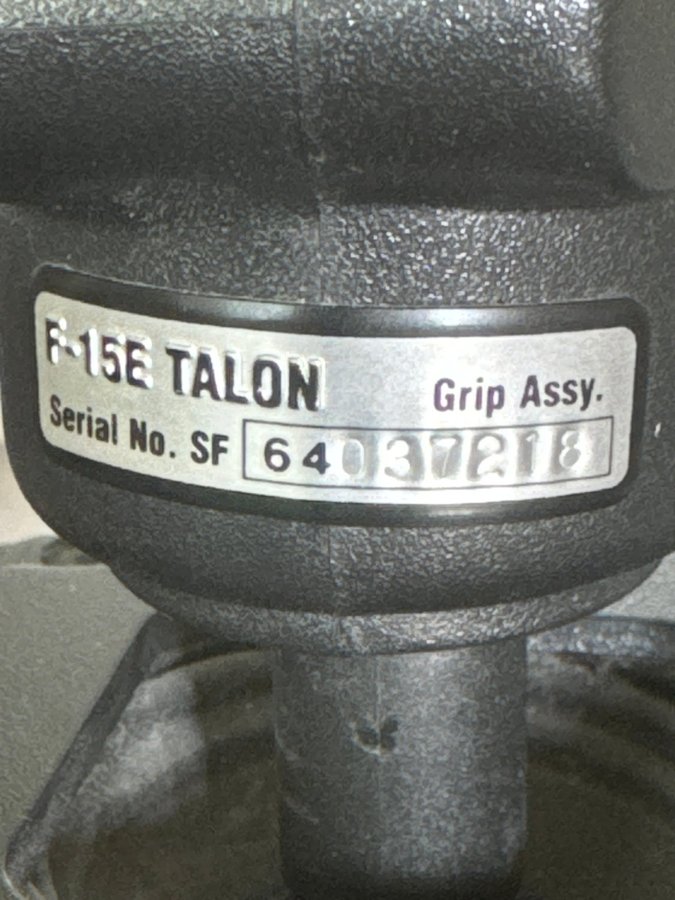 F-15E TALON
Grip Assy.
Serial No. SF 64037218